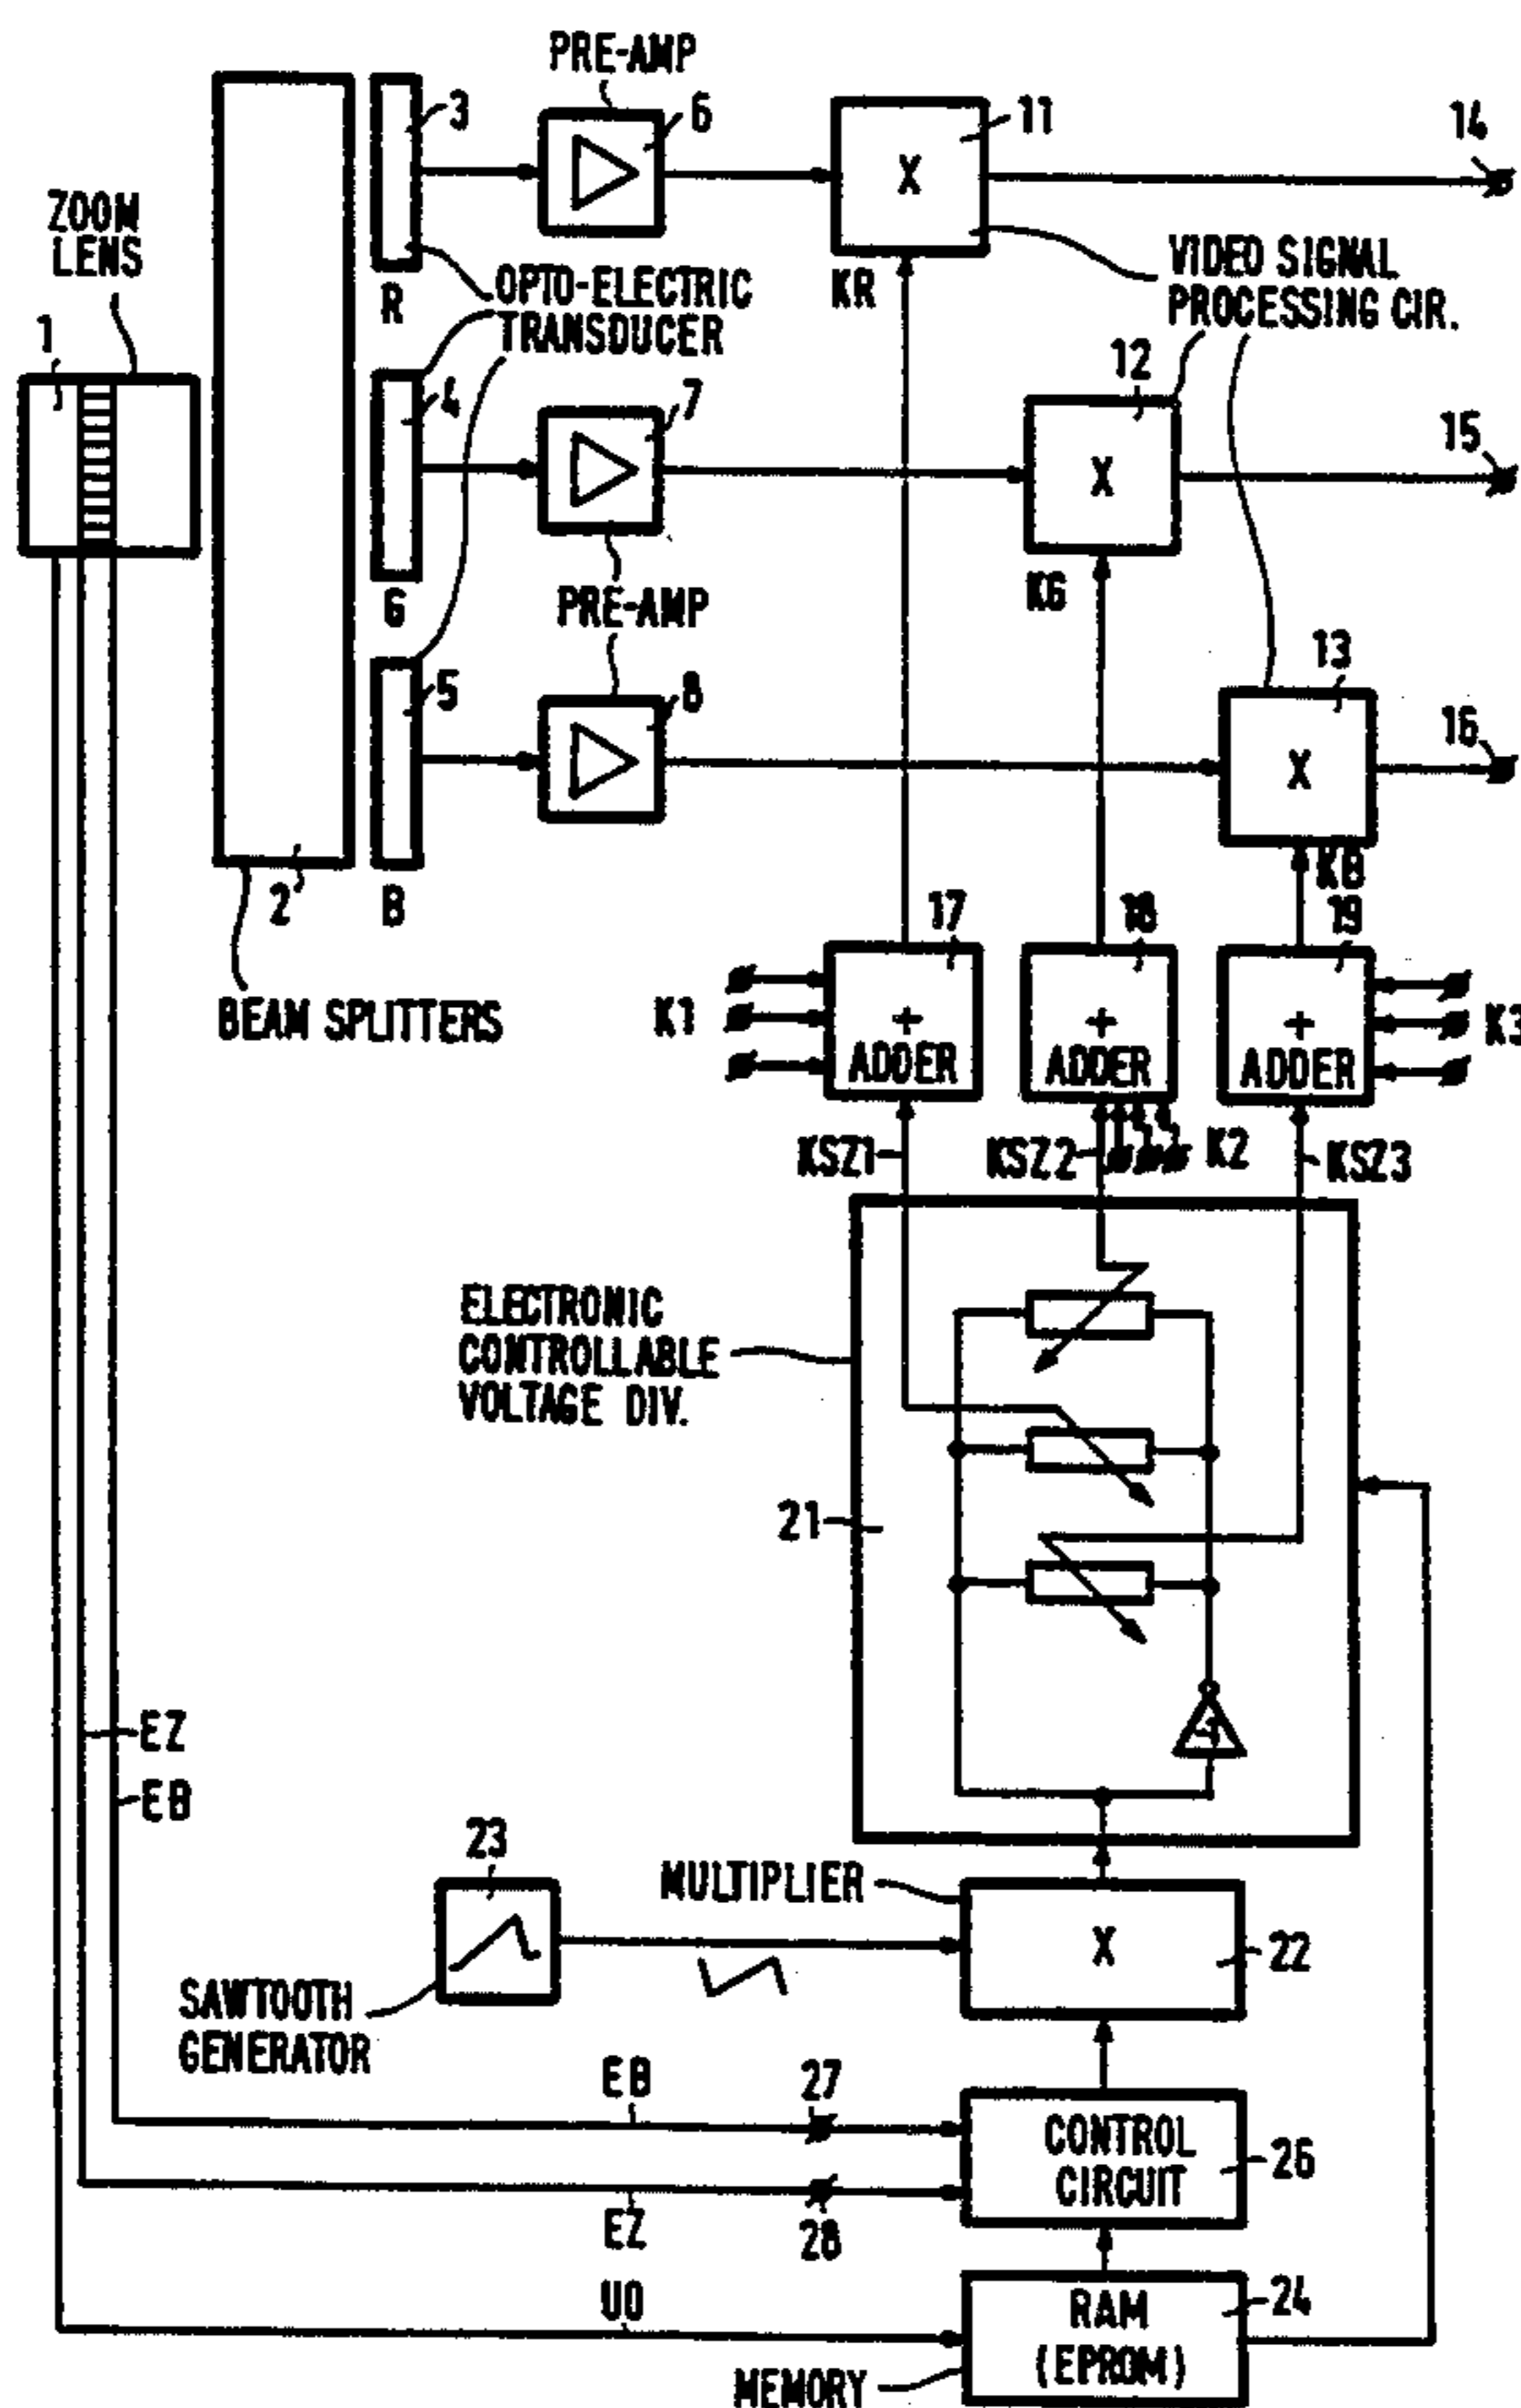 PRE-AMP
3
6
11
14
X
ZOOM
LENS
R
OPTO-ELECTRIC
TRANSDUCER
KR
VIDEO SIGNAL
PROCESSING CIR.
1
4
7
12
15
X
G
PRE-AMP
KG
5
8
13
16
X
2
B
KB
BEAM SPLITTERS
17
18
19
K1
+
ADDER
+
ADDER
+
ADDER
K3
KSZ1
KSZ2
K2
KSZ3
ELECTRONIC
CONTROLLABLE
VOLTAGE DIV.
21
EZ
EB
23
MULTIPLIER
X
22
SAWTOOTH
GENERATOR
EB
27
CONTROL
CIRCUIT
26
EZ
28
UO
RAM
(EPROM)
24
MEMORY